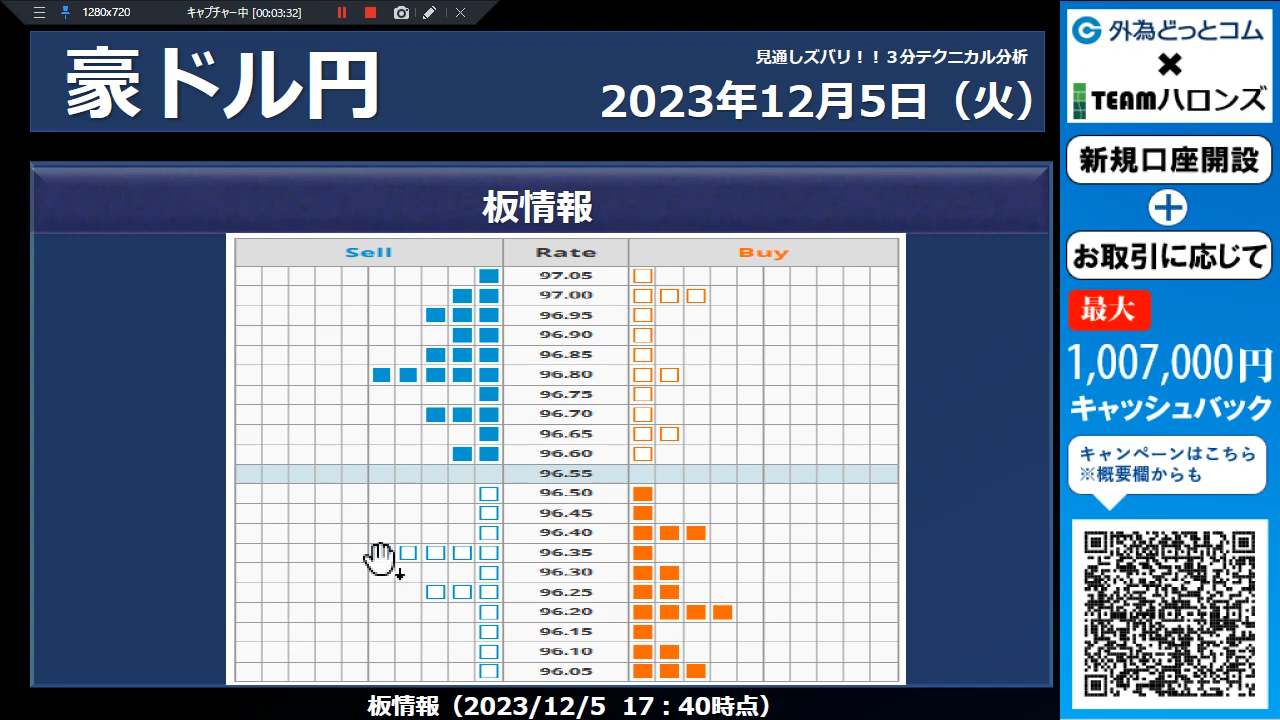 1280x720
キャプチャー中 [00:03:32]
豪ドル円
見通しズバリ！！３分テクニカル分析
2023年12月5日（火）
板情報
Sell Rate Buy
97.05
97.00
96.95
96.90
96.85
96.80
96.75
96.70
96.65
96.60
96.55
96.50
96.45
96.40
96.35
96.30
96.25
96.20
96.15
96.10
96.05
板情報（2023/12/5 17：40時点）
外為どっとコム
×
TEAMハロンズ
新規口座開設
＋
お取引に応じて
最大
1,007,000円
キャッシュバック
キャンペーンはこちら
※概要欄からも